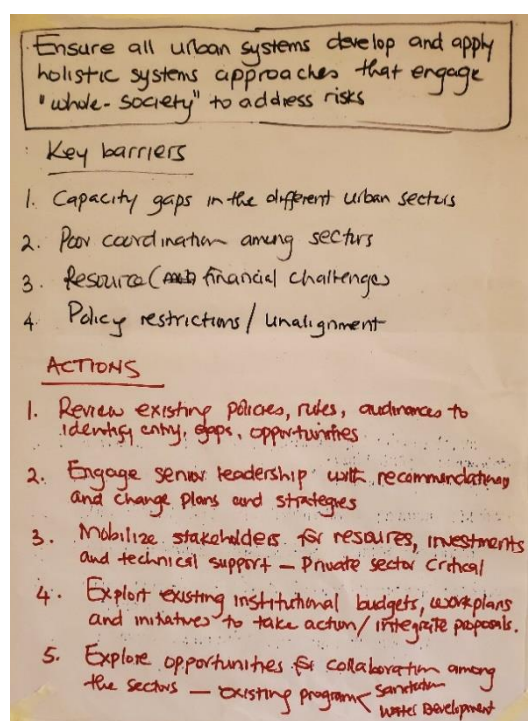 Ensure all urban systems develop and apply
holistic systems approaches that engage
"whole-society" to address risks
Key barriers
1. Capacity gaps in the different urban sectors
2. Poor coordination among sectors
3. Resource ( financial challenges
4 Policy restrictions / unalignment
ACTIONS
1. Review existing policies, rules, audinances to
identify entry, gaps, opportunities
2. Engage senior leadership with recommendations
and change plans and strategies
3. Mobilize stakeholders for resources, investments
and technical support – Private sector critical
4. Exploit existing institutional budgets, workplans
and initiatives to take action / integrate proposals.
5. Explore opportunities for collaboration among
the sectors – existing program < Sanitation
Water Development